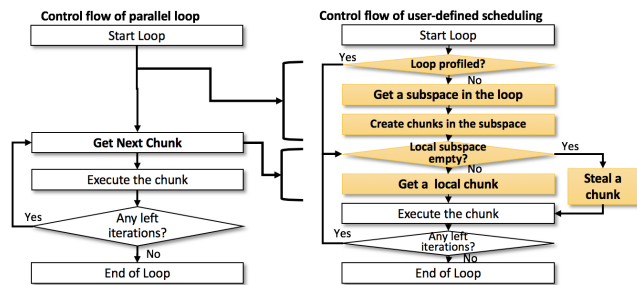 Control flow of parallel loop
Start Loop
Get Next Chunk
Execute the chunk
Yes
Any left
iterations?
No
End of Loop
Control flow of user-defined scheduling
Start Loop
Yes
Loop profiled?
No
Get a subspace in the loop
Create chunks in the subspace
Local subspace
empty?
Yes
No
Get a local chunk
Steal a
chunk
Execute the chunk
Any left
iterations?
Yes
No
End of Loop